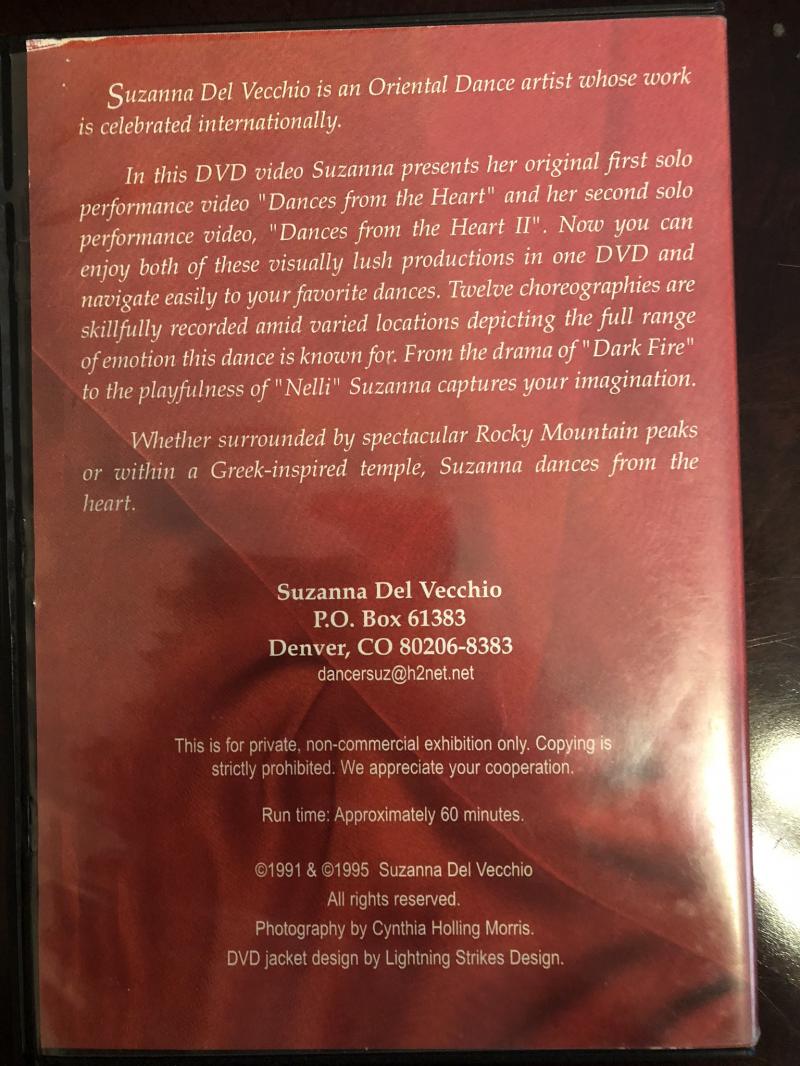 Suzanna Del Vecchio is an Oriental Dance artist whose work
is celebrated internationally.
In this DVD video Suzanna presents her original first solo
performance video "Dances from the Heart" and her second solo
performance video, "Dances from the Heart II". Now you can
enjoy both of these visually lush productions in one DVD and
navigate easily to your favorite dances. Twelve choreographies are
skillfully recorded amid varied locations depicting the full range
of emotion this dance is known for. From the drama of "Dark Fire"
to the playfulness of "Nelli" Suzanna captures your imagination.
Whether surrounded by spectacular Rocky Mountain peaks
or within a Greek-inspired temple, Suzanna dances from the
heart.
Suzanna Del Vecchio
P.O. Box 61383
Denver, CO 80206-8383
dancersuz@h2net.net
This is for private, non-commercial exhibition only. Copying is
strictly prohibited. We appreciate your cooperation.
Run time: Approximately 60 minutes.
©1991 & ©1995 Suzanna Del Vecchio
All rights reserved.
Photography by Cynthia Holling Morris.
DVD jacket design by Lightning Strikes Design.